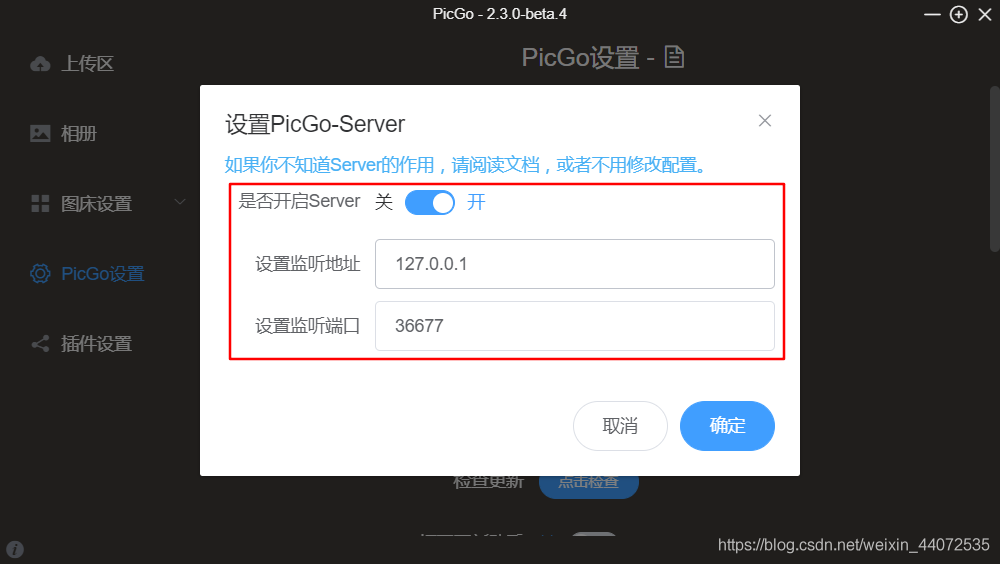 PicGo - 2.3.0-beta.4
上传区
PicGo设置 -
相册
图床设置
PicGo设置
插件设置
设置PicGo-Server
如果你不知道Server的作用，请阅读文档，或者不用修改配置。
是否开启Server 关 开
设置监听地址 127.0.0.1
设置监听端口 36677
取消 确定
检查更新 点击检查
https://blog.csdn.net/weixin_44072535